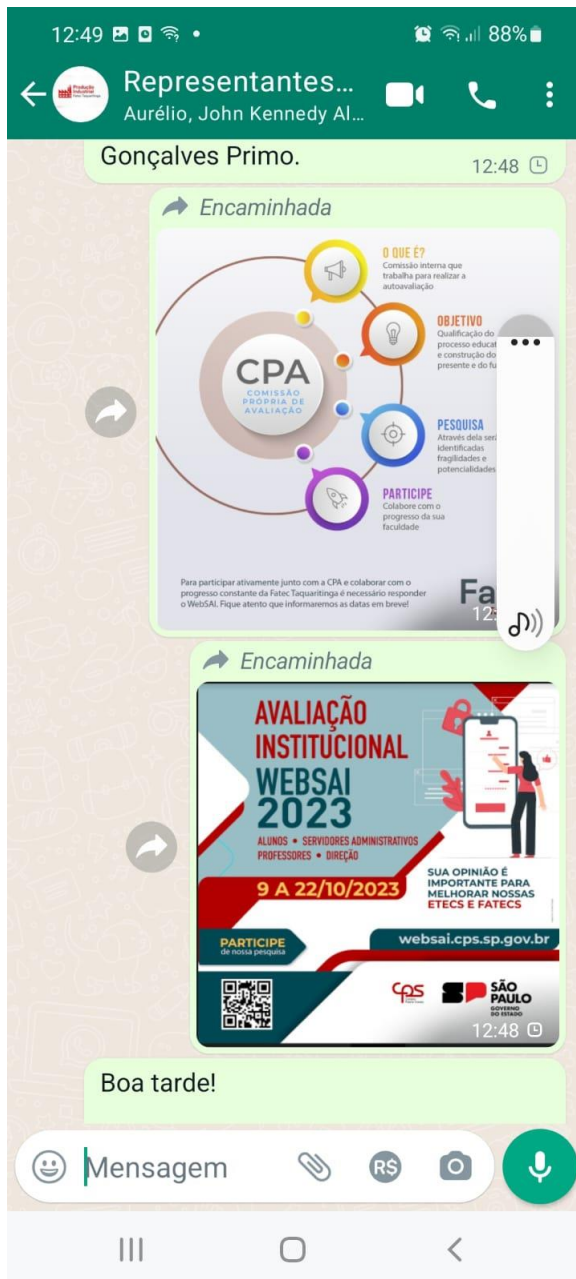 12:49
88%
Representantes...
Aurélio, John Kennedy Al...
Gonçalves Primo.
12:48
Encaminhada
CPA
COMISSÃO
PRÓPRIA DE
AVALIAÇÃO
O QUE É?
Comissão interna que
trabalha para realizar a
autoavaliação
OBJETIVO
Qualificação do
processo educat
e construção do
presente e do fu
PESQUISA
Através dela ser
identificadas
fragilidades e
potencialidades
PARTICIPE
Colabore com o
progresso da sua
faculdade
Para participar ativamente junto com a CPA e colaborar com o
progresso constante da Fatec Taquaritinga é necessário responder
o WebSAI. Fique atento que informaremos as datas em breve!
Fa
12:
Encaminhada
AVALIAÇÃO
INSTITUCIONAL
WEBSAI
2023
ALUNOS • SERVIDORES ADMINISTRATIVOS
PROFESSORES • DIREÇÃO
9 A 22/10/2023
SUA OPINIÃO É
IMPORTANTE PARA
MELHORAR NOSSAS
ETECS E FATECS
PARTICIPE
de nossa pesquisa
websai.cps.sp.gov.br
cps
SÃO
PAULO
GOVERNO
DO ESTADO
12:48
Boa tarde!
Mensagem
R$